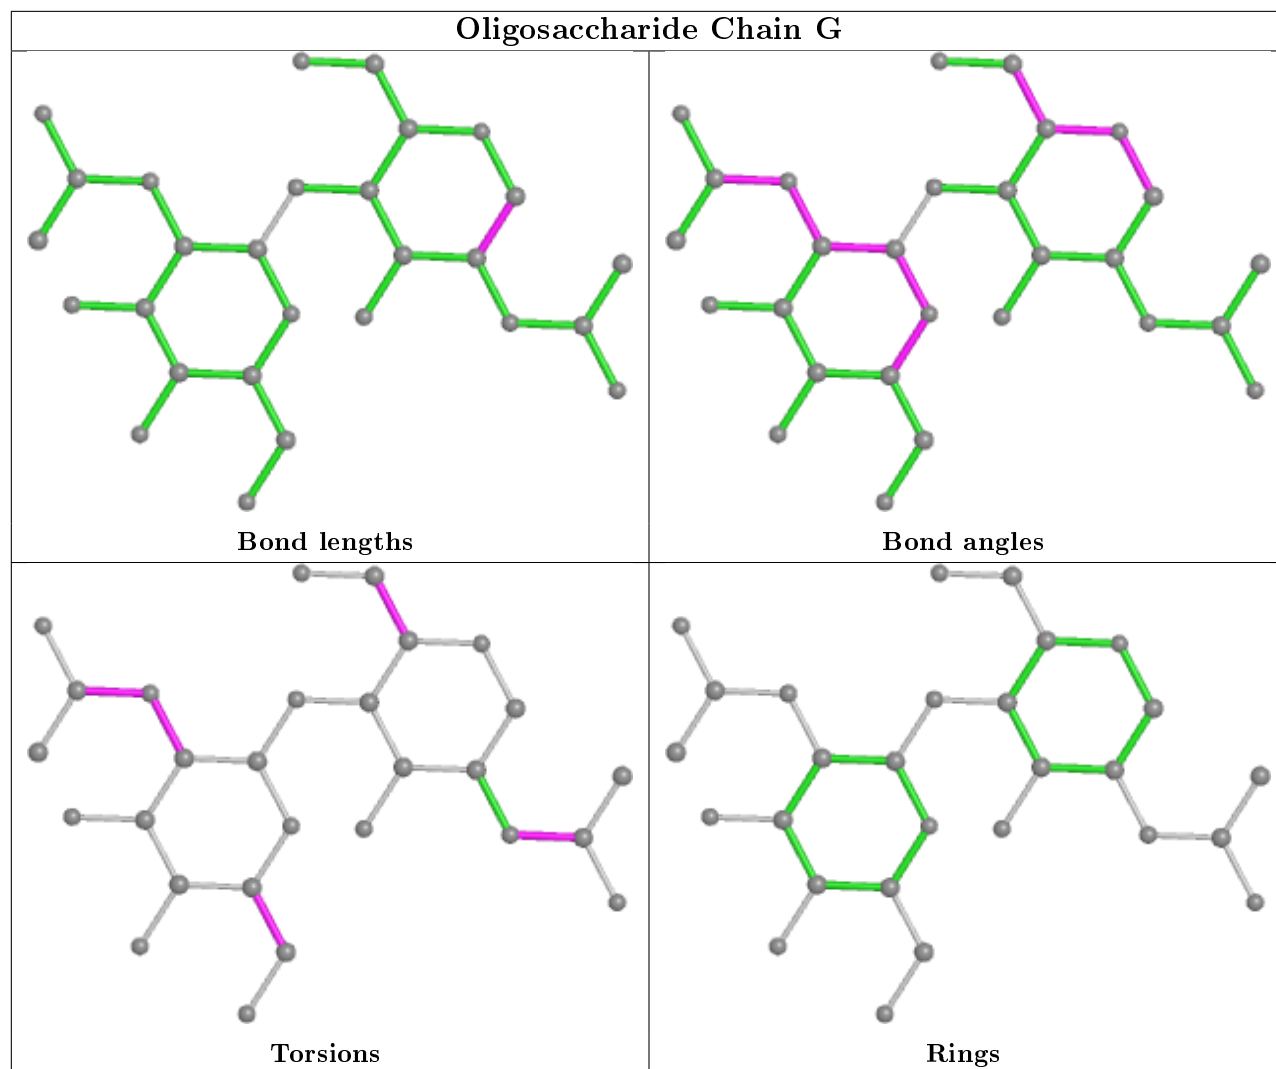 Oligosaccharide Chain G
Bond lengths
Bond angles
Torsions
Rings